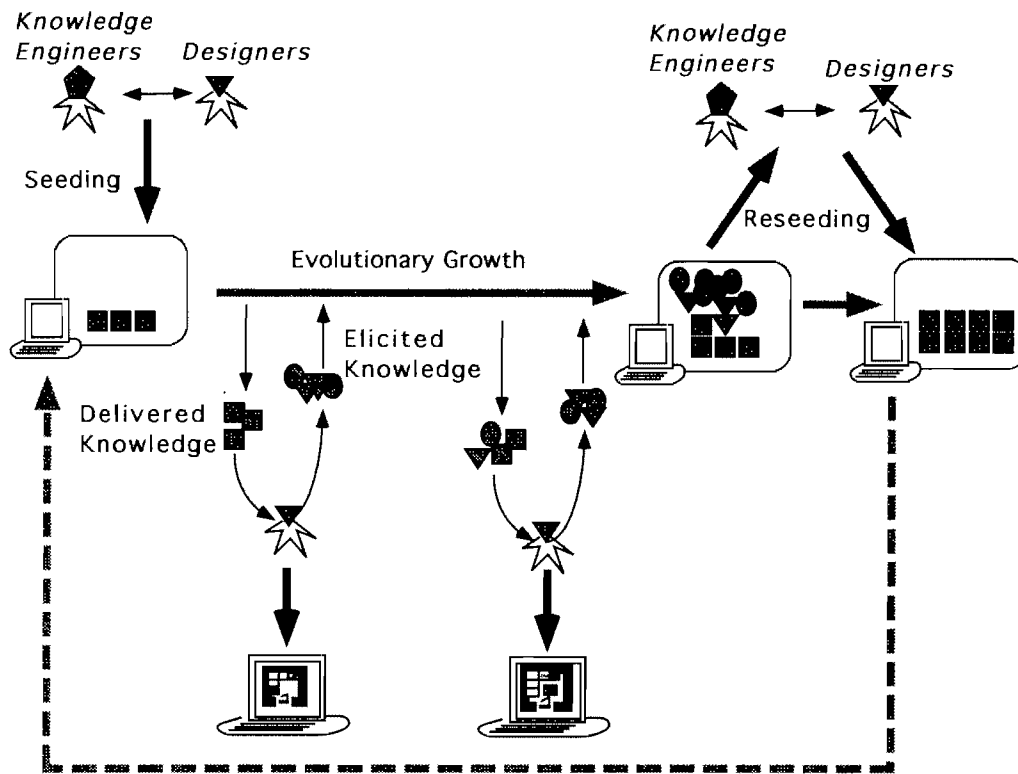 Knowledge
Engineers
Designers
Seeding
Evolutionary Growth
Elicited
Knowledge
Delivered
Knowledge
Knowledge
Engineers
Designers
Reseeding